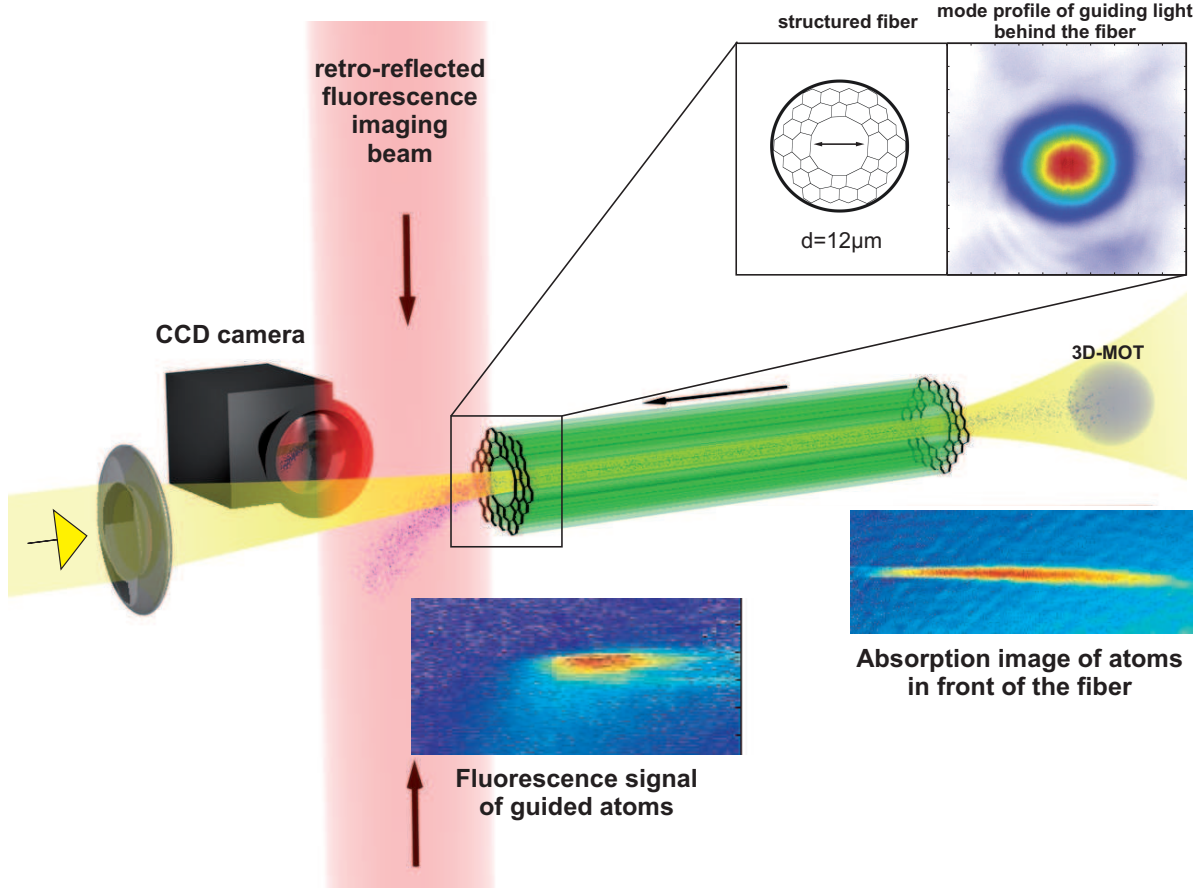 structured fiber
mode profile of guiding light
behind the fiber
retro-reflected
fluorescence
imaging
beam
d=12µm
CCD camera
3D-MOT
Absorption image of atoms
in front of the fiber
Fluorescence signal
of guided atoms